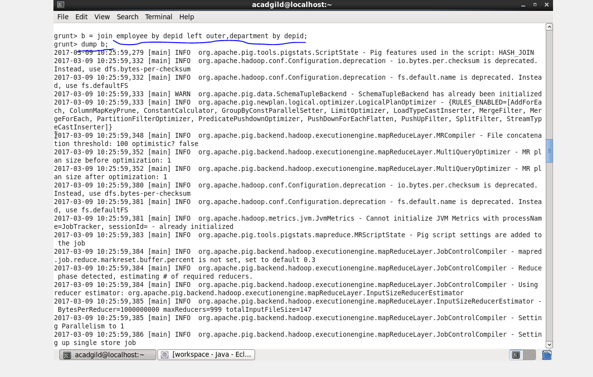 acadgild@localhost:~
File Edit View Search Terminal Help
grunt> b = join employee by depid left outer,department by depid;
grunt> dump b;
2017-03-09 10:25:59,279 [main] INFO  org.apache.pig.tools.pigstats.ScriptState - Pig features used in the script: HASH_JOIN
2017-03-09 10:25:59,332 [main] INFO  org.apache.hadoop.conf.Configuration.deprecation - io.bytes.per.checksum is deprecated.
Instead, use dfs.bytes-per-checksum
2017-03-09 10:25:59,332 [main] INFO  org.apache.hadoop.conf.Configuration.deprecation - fs.default.name is deprecated. Instea
d, use fs.defaultFS
2017-03-09 10:25:59,333 [main] WARN  org.apache.pig.data.SchemaTupleBackend - SchemaTupleBackend has already been initialized
2017-03-09 10:25:59,333 [main] INFO  org.apache.pig.newplan.logical.optimizer.LogicalPlanOptimizer - {RULES_ENABLED=[AddForEa
ch, ColumnMapKeyPrune, ConstantCalculator, GroupByConstParallelSetter, LimitOptimizer, LoadTypeCastInserter, MergeFilter, Mer
geForEach, PartitionFilterOptimizer, PredicatePushdownOptimizer, PushDownForEachFlatten, PushUpFilter, SplitFilter, StreamTyp
eCastInserter]}
2017-03-09 10:25:59,348 [main] INFO  org.apache.pig.backend.hadoop.executionengine.mapReduceLayer.MRCompiler - File concatena
tion threshold: 100 optimistic? false
2017-03-09 10:25:59,352 [main] INFO  org.apache.pig.backend.hadoop.executionengine.mapReduceLayer.MultiQueryOptimizer - MR pl
an size before optimization: 1
2017-03-09 10:25:59,352 [main] INFO  org.apache.pig.backend.hadoop.executionengine.mapReduceLayer.MultiQueryOptimizer - MR pl
an size after optimization: 1
2017-03-09 10:25:59,380 [main] INFO  org.apache.hadoop.conf.Configuration.deprecation - io.bytes.per.checksum is deprecated.
Instead, use dfs.bytes-per-checksum
2017-03-09 10:25:59,381 [main] INFO  org.apache.hadoop.conf.Configuration.deprecation - fs.default.name is deprecated. Instea
d, use fs.defaultFS
2017-03-09 10:25:59,381 [main] INFO  org.apache.hadoop.metrics.jvm.JvmMetrics - Cannot initialize JVM Metrics with processNam
e=JobTracker, sessionId= - already initialized
2017-03-09 10:25:59,383 [main] INFO  org.apache.pig.tools.pigstats.mapreduce.MRScriptState - Pig script settings are added to
the job
2017-03-09 10:25:59,384 [main] INFO  org.apache.pig.backend.hadoop.executionengine.mapReduceLayer.JobControlCompiler - mapred
.job.reduce.markreset.buffer.percent is not set, set to default 0.3
2017-03-09 10:25:59,384 [main] INFO  org.apache.pig.backend.hadoop.executionengine.mapReduceLayer.JobControlCompiler - Reduce
phase detected, estimating # of required reducers.
2017-03-09 10:25:59,384 [main] INFO  org.apache.pig.backend.hadoop.executionengine.mapReduceLayer.JobControlCompiler - Using
reducer estimator: org.apache.pig.backend.hadoop.executionengine.mapReduceLayer.InputSizeReducerEstimator
2017-03-09 10:25:59,385 [main] INFO  org.apache.pig.backend.hadoop.executionengine.mapReduceLayer.InputSizeReducerEstimator -
BytesPerReducer=1000000000 maxReducers=999 totalInputFileSize=147
2017-03-09 10:25:59,385 [main] INFO  org.apache.pig.backend.hadoop.executionengine.mapReduceLayer.JobControlCompiler - Settin
g Parallelism to 1
2017-03-09 10:25:59,386 [main] INFO  org.apache.pig.backend.hadoop.executionengine.mapReduceLayer.JobControlCompiler - Settin
g up single store job
acadgild@localhost:~ [workspace - Java - Ecl...